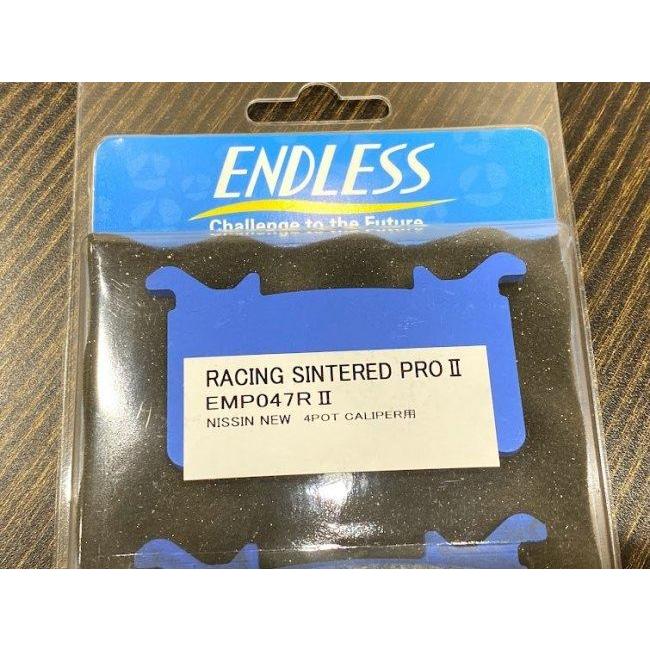 ENDLESS
Challenge to the Future
RACING SINTERED PRO II
EMP047R II
NISSIN NEW 4POT CALIPER用